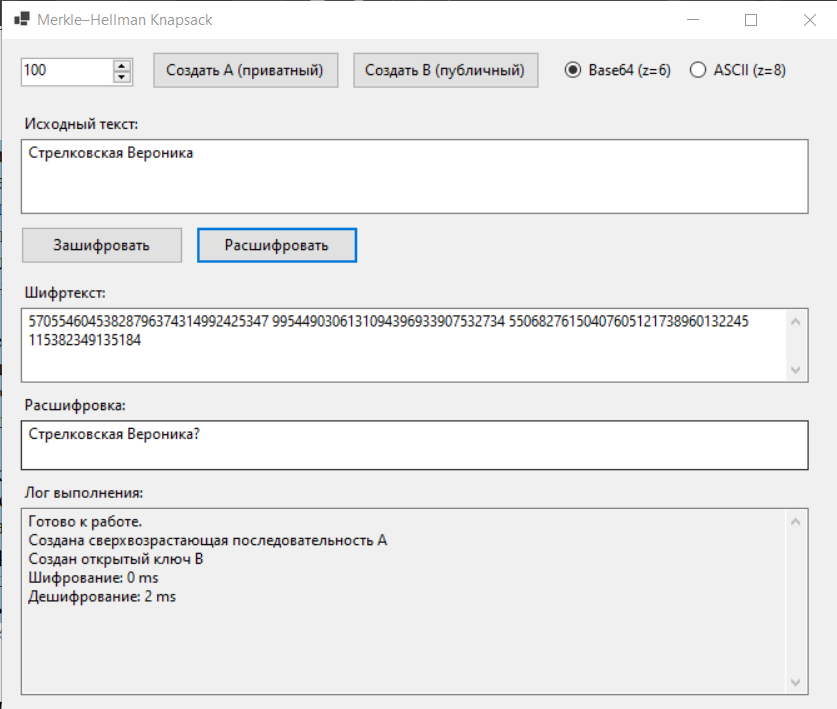 Merkle–Hellman Knapsack
100 Создать A (приватный) Создать B (публичный) Base64 (z=6) ASCII (z=8)
Исходный текст:
Стрелковская Вероника
Зашифровать Расшифровать
Шифртекст:
570554604538287963743149924253​47 995449030613109439693390753​2734 550682761504076051217389601​32245
115382349135184
Расшифровка:
Стрелковская Вероника?
Лог выполнения:
Готово к работе.
Создана сверхвозрастающая последовательность A
Создан открытый ключ B
Шифрование: 0 ms
Дешифрование: 2 ms